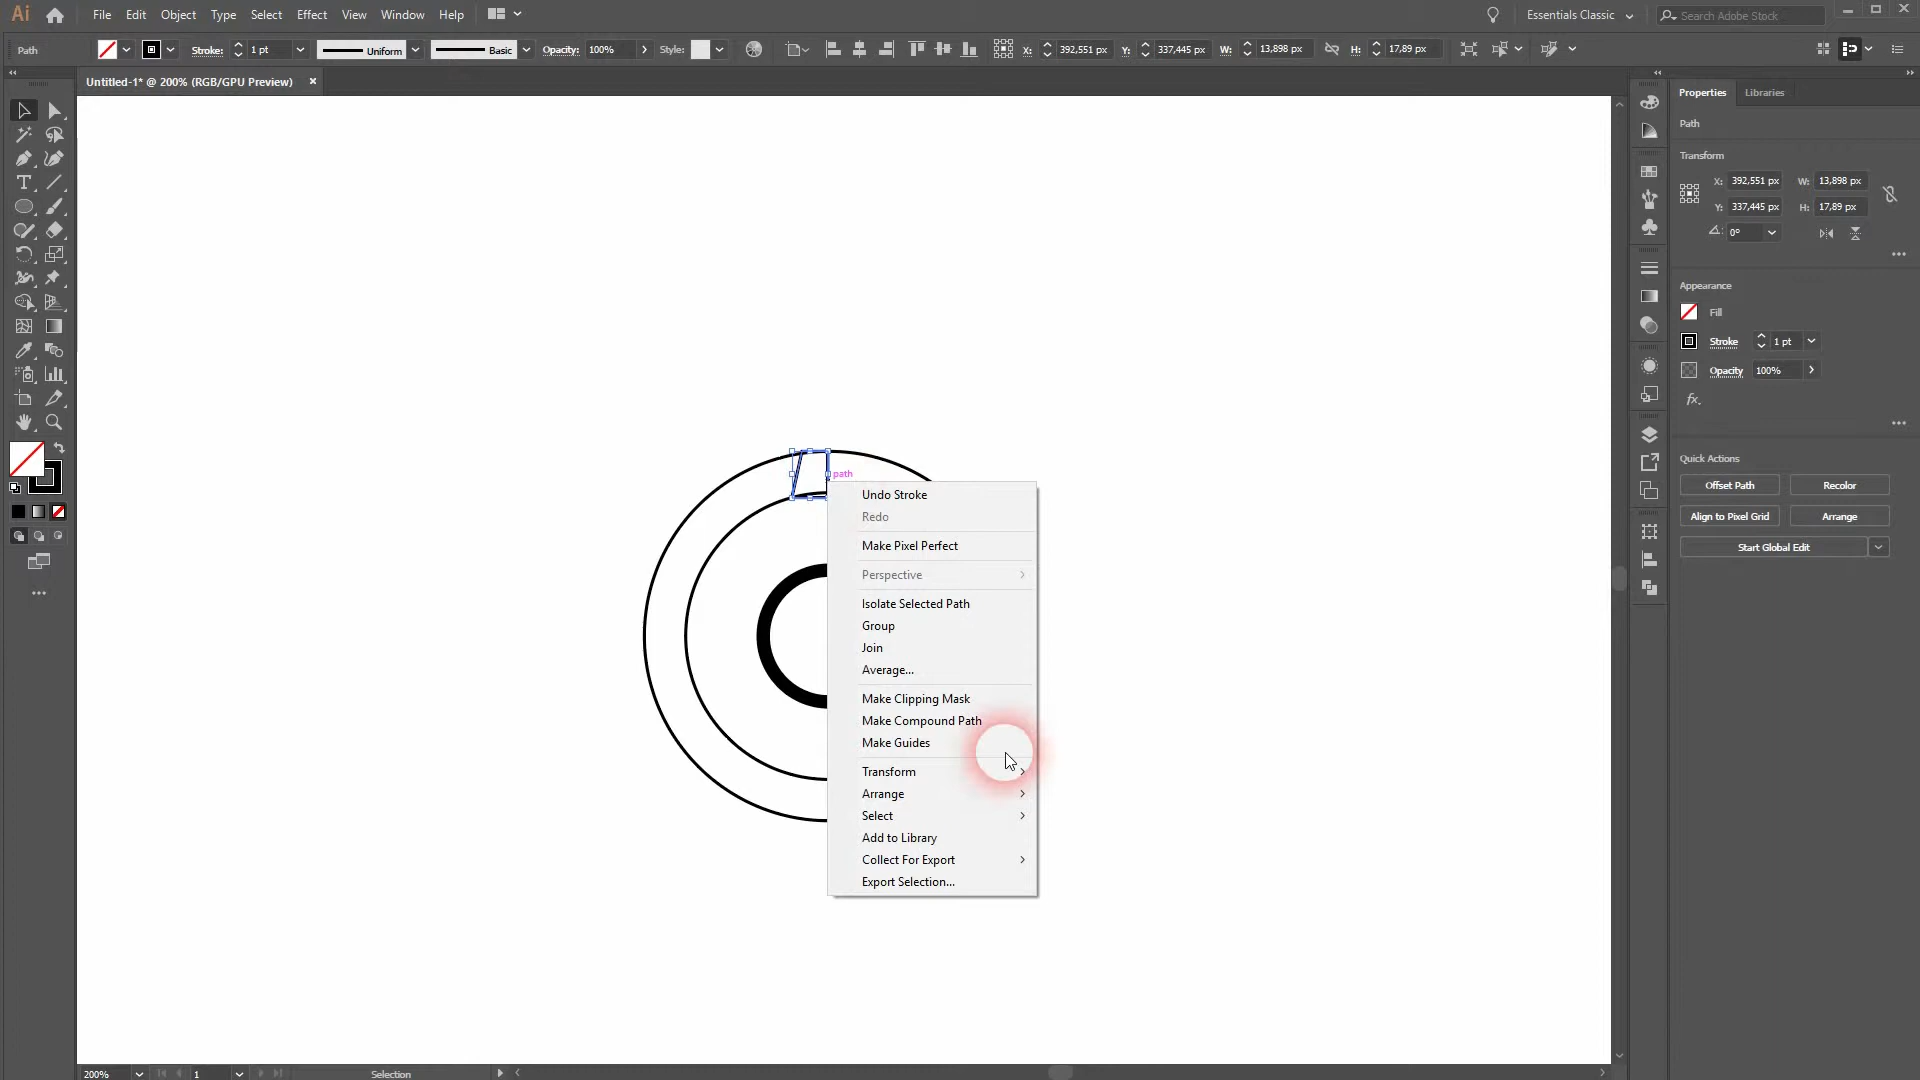 Ai File Edit Object Type Select Effect View Window Help Essentials Classic Search Adobe Stock
Path Stroke: 1 pt Uniform Basic Opacity: 100% Style: X: 392,551 px Y: 337,445 px W: 13,898 px H: 17,89 px
Untitled-1* @ 200% (RGB/GPU Preview)
Properties Libraries
Path
Transform
X: 392,551 px W: 13,898 px
Y: 337,445 px H: 17,89 px
0°
Appearance
Fill
Stroke 1 pt
Opacity 100%
fx.
Quick Actions
Offset Path Recolor
Align to Pixel Grid Arrange
Start Global Edit
path
Undo Stroke
Redo
Make Pixel Perfect
Perspective
Isolate Selected Path
Group
Join
Average...
Make Clipping Mask
Make Compound Path
Make Guides
Transform
Arrange
Select
Add to Library
Collect For Export
Export Selection...
200% 1 Selection